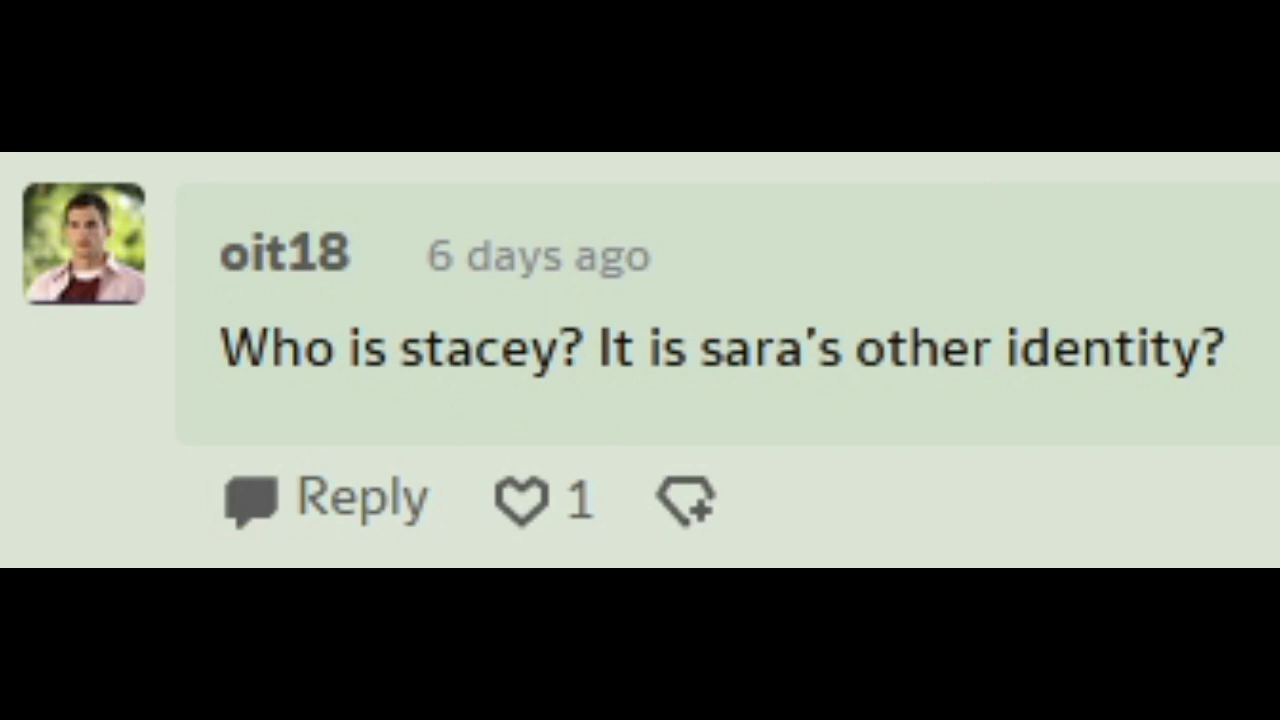 oit18 6 days ago
Who is stacey? It is sara's other identity?
Reply 1